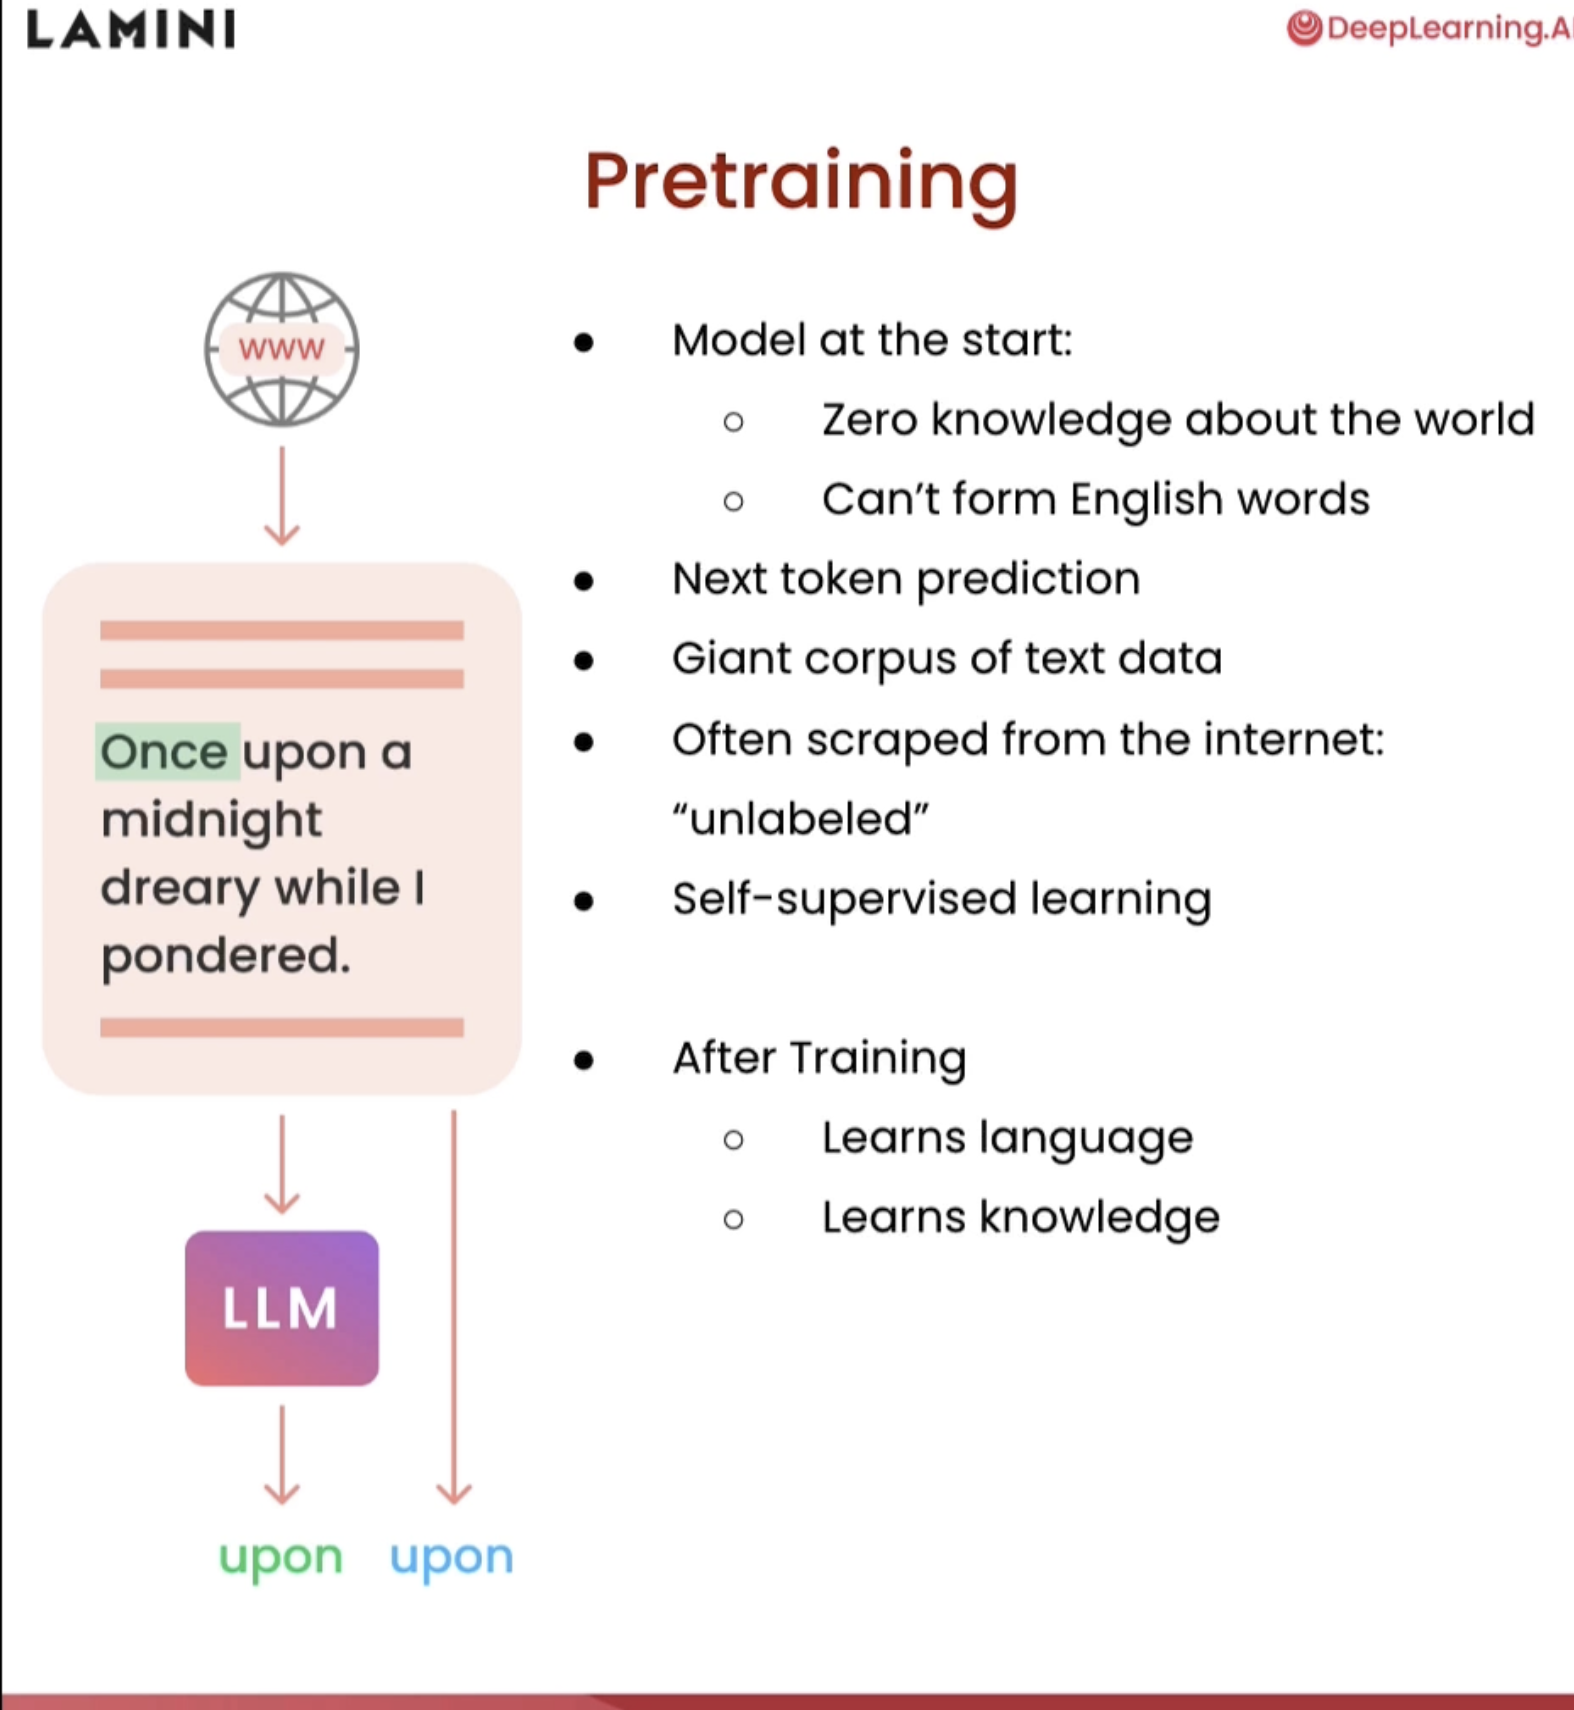 LAMINI
DeepLearning.AI
Pretraining
www
Once upon a
midnight
dreary while I
pondered.
LLM
upon upon
● Model at the start:
○ Zero knowledge about the world
○ Can’t form English words
● Next token prediction
● Giant corpus of text data
● Often scraped from the internet:
“unlabeled”
● Self-supervised learning
● After Training
○ Learns language
○ Learns knowledge